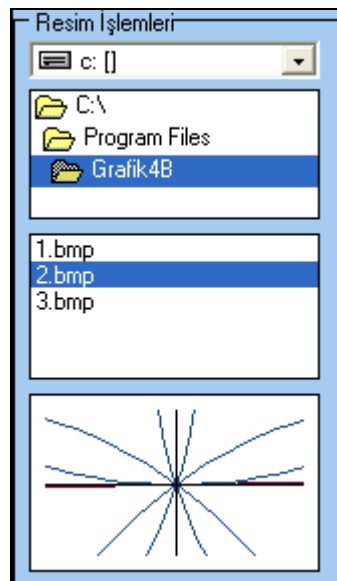 Resim İşlemleri
c: []
C:\
Program Files
Grafik4B
1.bmp
2.bmp
3.bmp